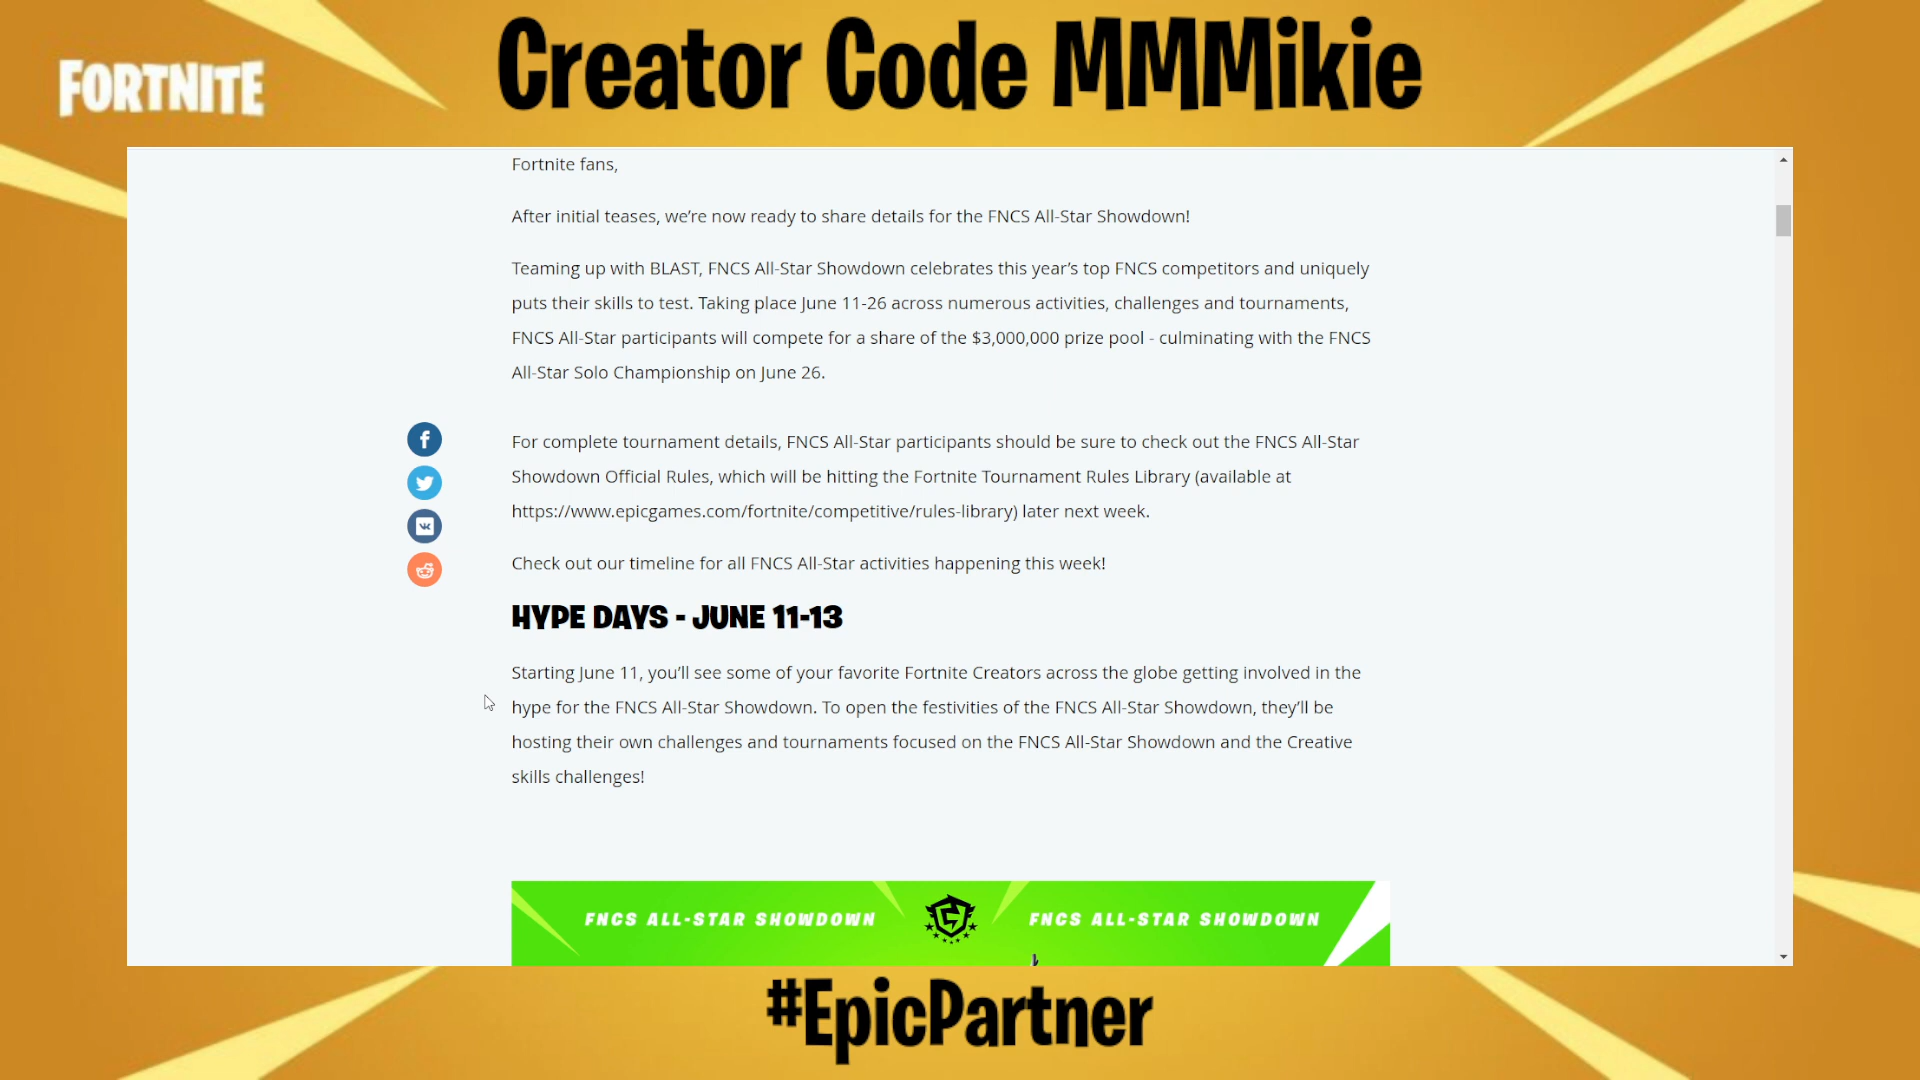 Creator Code MMMikie
FORTNITE
Fortnite fans,
After initial teases, we’re now ready to share details for the FNCS All-Star Showdown!
Teaming up with BLAST, FNCS All-Star Showdown celebrates this year’s top FNCS competitors and uniquely
puts their skills to test. Taking place June 11-26 across numerous activities, challenges and tournaments,
FNCS All-Star participants will compete for a share of the $3,000,000 prize pool - culminating with the FNCS
All-Star Solo Championship on June 26.
For complete tournament details, FNCS All-Star participants should be sure to check out the FNCS All-Star
Showdown Official Rules, which will be hitting the Fortnite Tournament Rules Library (available at
https://www.epicgames.com/fortnite/competitive/rules-library) later next week.
Check out our timeline for all FNCS All-Star activities happening this week!
HYPE DAYS - JUNE 11-13
Starting June 11, you’ll see some of your favorite Fortnite Creators across the globe getting involved in the
hype for the FNCS All-Star Showdown. To open the festivities of the FNCS All-Star Showdown, they’ll be
hosting their own challenges and tournaments focused on the FNCS All-Star Showdown and the Creative
skills challenges!
FNCS ALL-STAR SHOWDOWN FNCS ALL-STAR SHOWDOWN
#EpicPartner